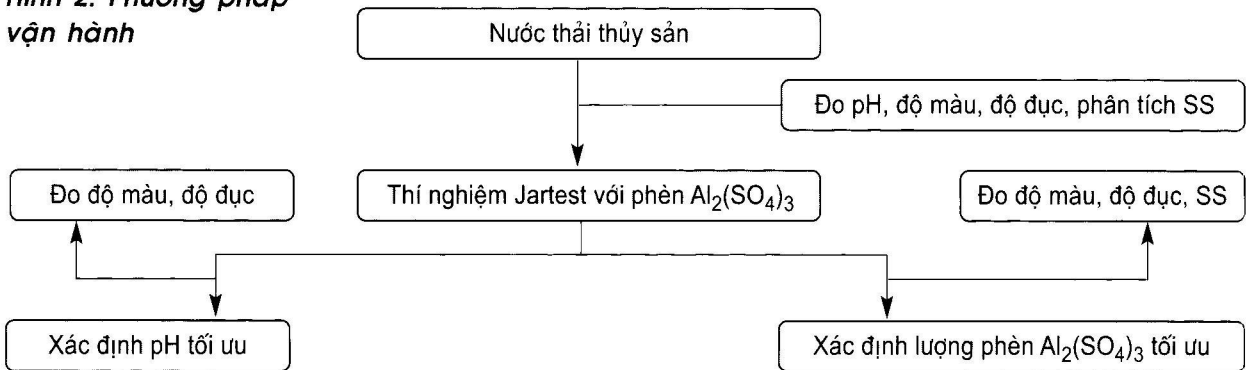 hình 2. Phương pháp
vận hành
Nước thải thủy sản
Đo pH, độ màu, độ đục, phân tích SS
Đo độ màu, độ đục
Thí nghiệm Jartest với phèn Al₂(SO₄)₃
Đo độ màu, độ đục, SS
Xác định pH tối ưu
Xác định lượng phèn Al₂(SO₄)₃ tối ưu